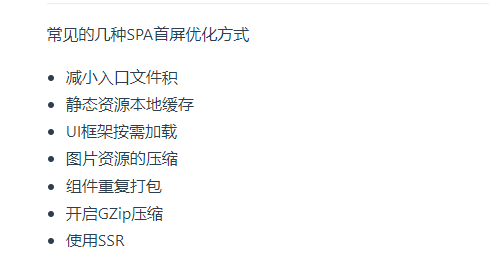 常见的几种SPA首屏优化方式
减小入口文件积
静态资源本地缓存
UI框架按需加载
图片资源的压缩
组件重复打包
开启GZip压缩
使用SSR